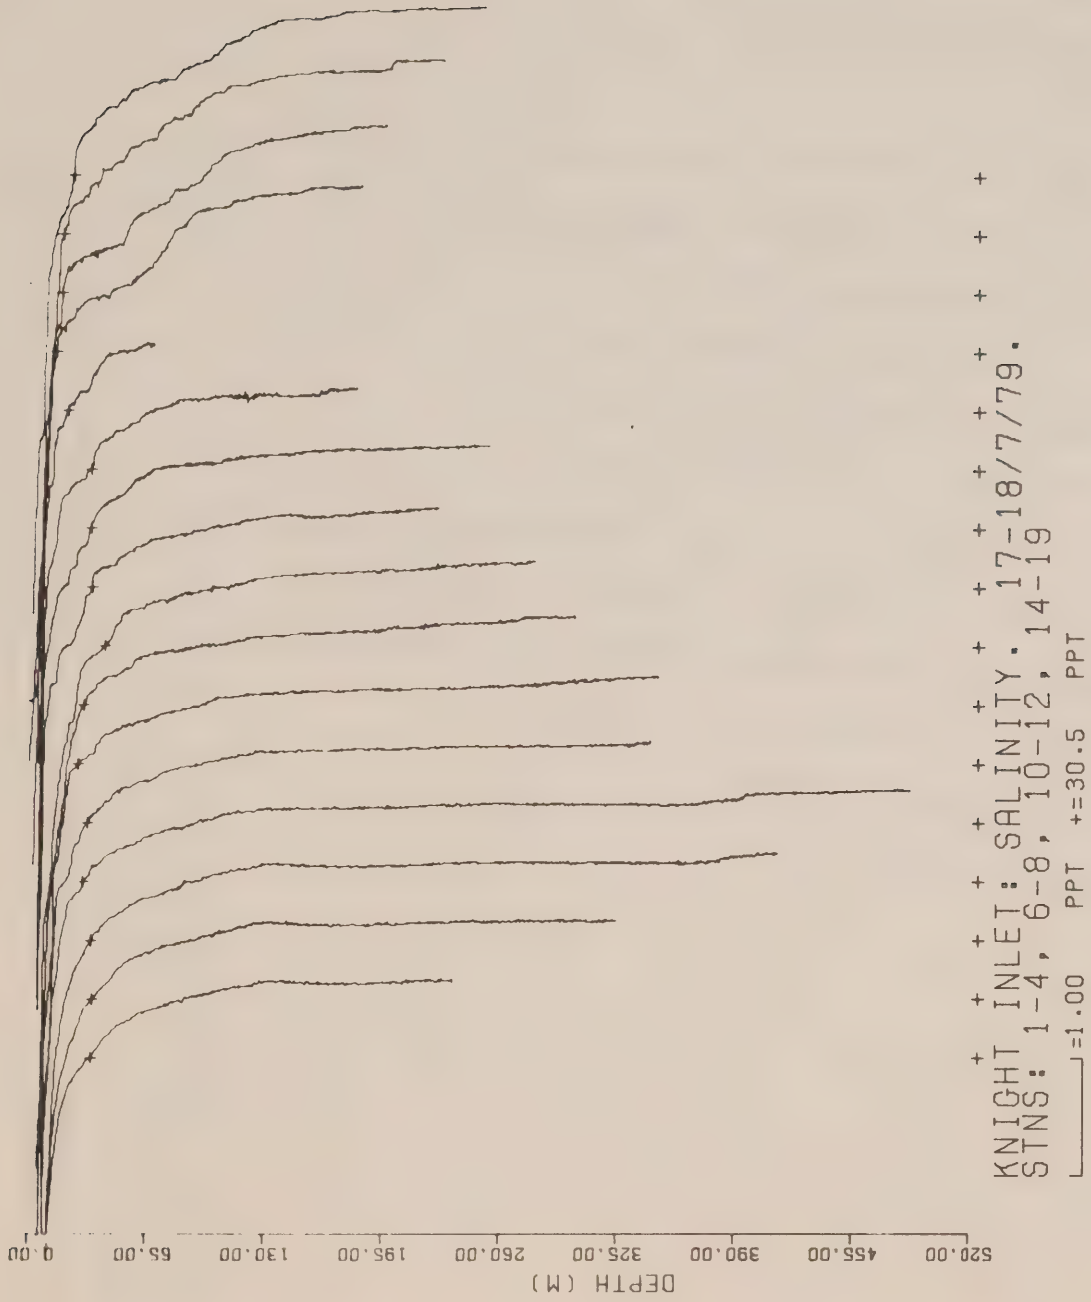 0.00
65.00
130.00
195.00
260.00
325.00
390.00
455.00
520.00
DEPTH (M)
KNIGHT INLET: SALINITY. 17-18/7/79.
STNS: 1-4, 6-8, 10-12, 14-19
=1.00 PPT +=30.5 PPT